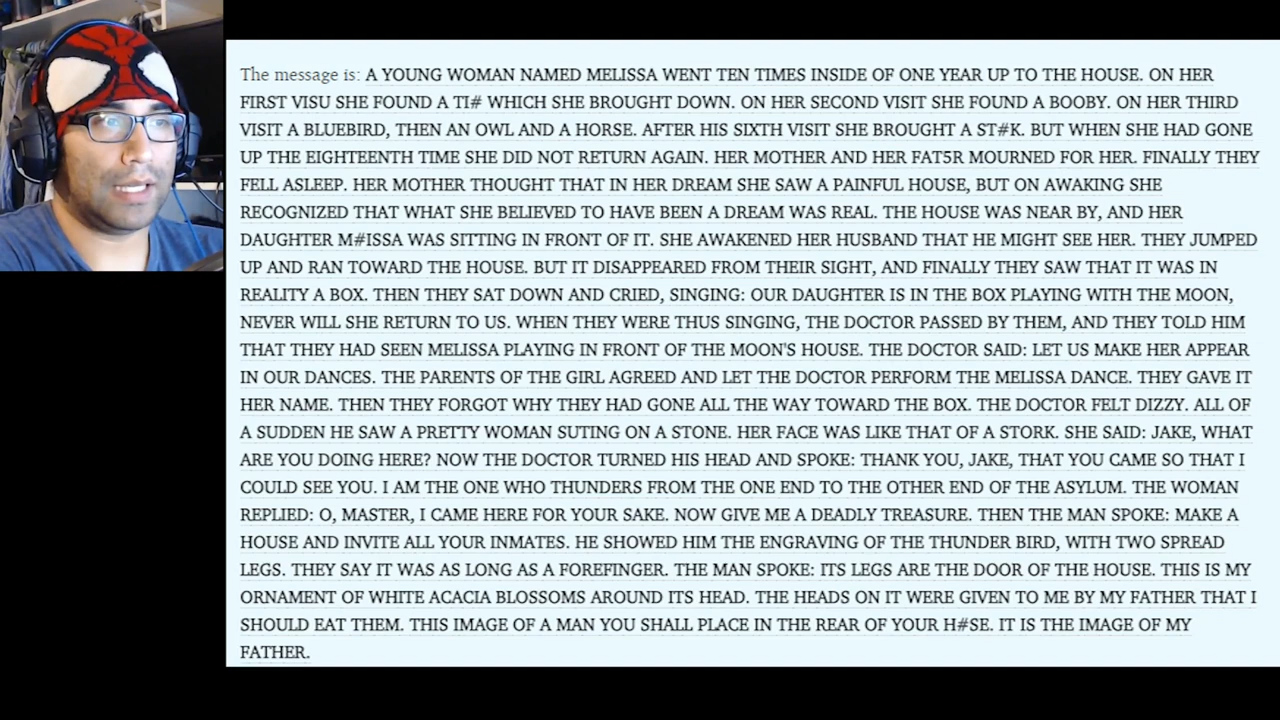 The message is: A YOUNG WOMAN NAMED MELISSA WENT TEN TIMES INSIDE OF ONE YEAR UP TO THE HOUSE. ON HER
FIRST VISU SHE FOUND A TI# WHICH SHE BROUGHT DOWN. ON HER SECOND VISIT SHE FOUND A BOOBY. ON HER THIRD
VISIT A BLUEBIRD, THEN AN OWL AND A HORSE. AFTER HIS SIXTH VISIT SHE BROUGHT A ST#K. BUT WHEN SHE HAD GONE
UP THE EIGHTEENTH TIME SHE DID NOT RETURN AGAIN. HER MOTHER AND HER FAT5R MOURNED FOR HER. FINALLY THEY
FELL ASLEEP. HER MOTHER THOUGHT THAT IN HER DREAM SHE SAW A PAINFUL HOUSE, BUT ON AWAKING SHE
RECOGNIZED THAT WHAT SHE BELIEVED TO HAVE BEEN A DREAM WAS REAL. THE HOUSE WAS NEAR BY, AND HER
DAUGHTER M#ISSA WAS SITTING IN FRONT OF IT. SHE AWAKENED HER HUSBAND THAT HE MIGHT SEE HER. THEY JUMPED
UP AND RAN TOWARD THE HOUSE. BUT IT DISAPPEARED FROM THEIR SIGHT, AND FINALLY THEY SAW THAT IT WAS IN
REALITY A BOX. THEN THEY SAT DOWN AND CRIED, SINGING: OUR DAUGHTER IS IN THE BOX PLAYING WITH THE MOON,
NEVER WILL SHE RETURN TO US. WHEN THEY WERE THUS SINGING, THE DOCTOR PASSED BY THEM, AND THEY TOLD HIM
THAT THEY HAD SEEN MELISSA PLAYING IN FRONT OF THE MOON'S HOUSE. THE DOCTOR SAID: LET US MAKE HER APPEAR
IN OUR DANCES. THE PARENTS OF THE GIRL AGREED AND LET THE DOCTOR PERFORM THE MELISSA DANCE. THEY GAVE IT
HER NAME. THEN THEY FORGOT WHY THEY HAD GONE ALL THE WAY TOWARD THE BOX. THE DOCTOR FELT DIZZY. ALL OF
A SUDDEN HE SAW A PRETTY WOMAN SUTING ON A STONE. HER FACE WAS LIKE THAT OF A STORK. SHE SAID: JAKE, WHAT
ARE YOU DOING HERE? NOW THE DOCTOR TURNED HIS HEAD AND SPOKE: THANK YOU, JAKE, THAT YOU CAME SO THAT I
COULD SEE YOU. I AM THE ONE WHO THUNDERS FROM THE ONE END TO THE OTHER END OF THE ASYLUM. THE WOMAN
REPLIED: O, MASTER, I CAME HERE FOR YOUR SAKE. NOW GIVE ME A DEADLY TREASURE. THEN THE MAN SPOKE: MAKE A
HOUSE AND INVITE ALL YOUR INMATES. HE SHOWED HIM THE ENGRAVING OF THE THUNDER BIRD, WITH TWO SPREAD
LEGS. THEY SAY IT WAS AS LONG AS A FOREFINGER. THE MAN SPOKE: ITS LEGS ARE THE DOOR OF THE HOUSE. THIS IS MY
ORNAMENT OF WHITE ACACIA BLOSSOMS AROUND ITS HEAD. THE HEADS ON IT WERE GIVEN TO ME BY MY FATHER THAT I
SHOULD EAT THEM. THIS IMAGE OF A MAN YOU SHALL PLACE IN THE REAR OF YOUR H#SE. IT IS THE IMAGE OF MY
FATHER.